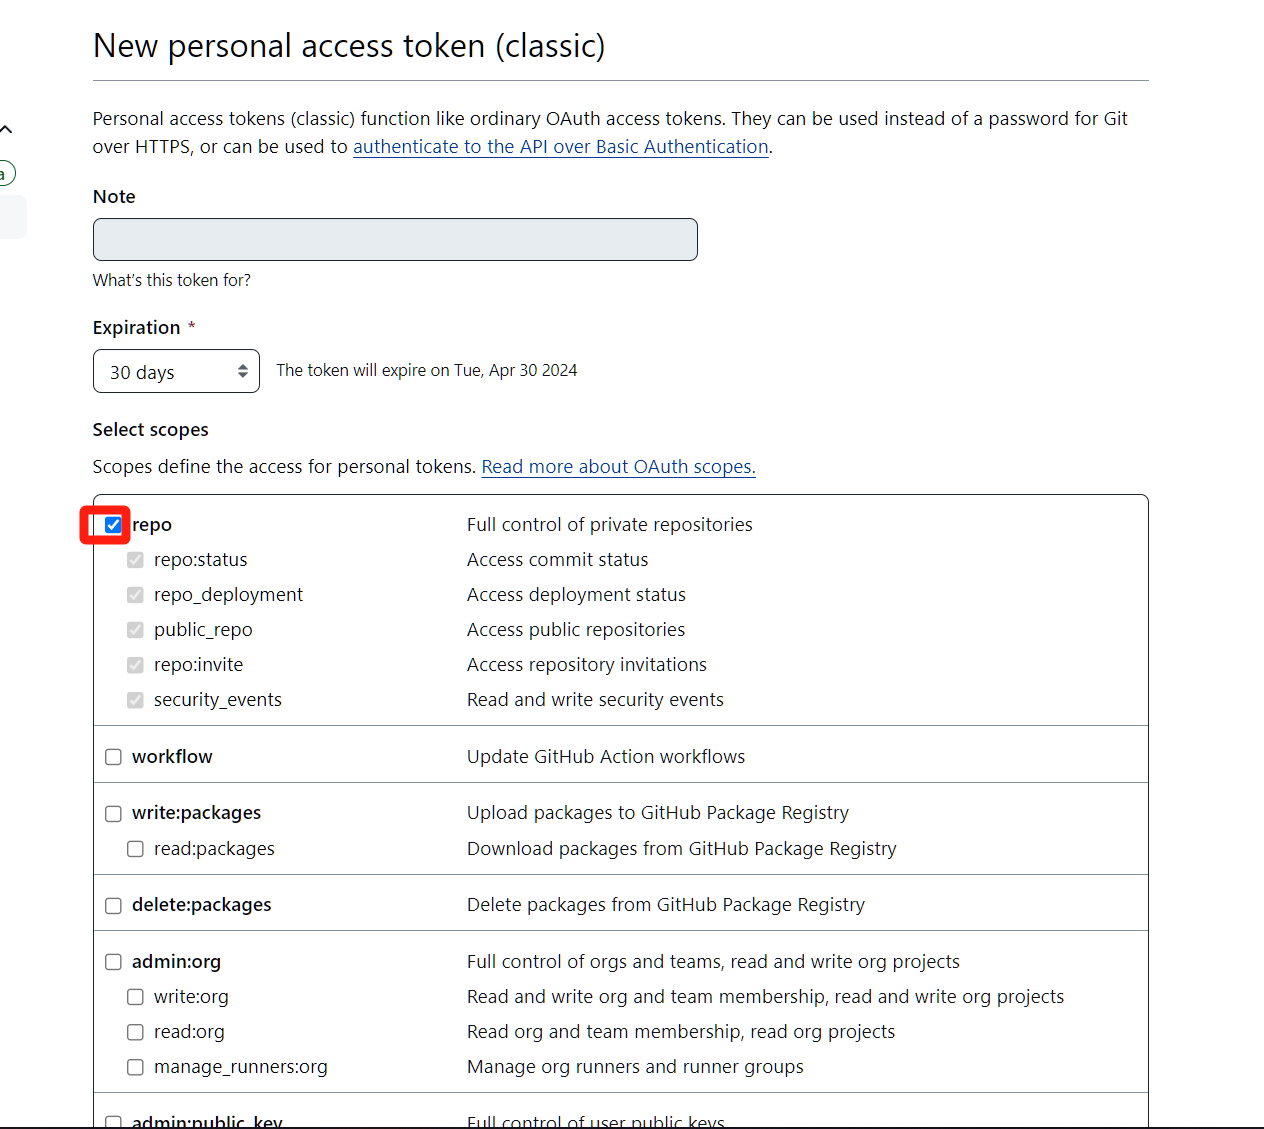 New personal access token (classic)
Personal access tokens (classic) function like ordinary OAuth access tokens. They can be used instead of a password for Git
over HTTPS, or can be used to authenticate to the API over Basic Authentication.
a
Note
What's this token for?
Expiration *
30 days The token will expire on Tue, Apr 30 2024
Select scopes
Scopes define the access for personal tokens. Read more about OAuth scopes.
repo Full control of private repositories
repo:status Access commit status
repo_deployment Access deployment status
public_repo Access public repositories
repo:invite Access repository invitations
security_events Read and write security events
workflow Update GitHub Action workflows
write:packages Upload packages to GitHub Package Registry
read:packages Download packages from GitHub Package Registry
delete:packages Delete packages from GitHub Package Registry
admin:org Full control of orgs and teams, read and write org projects
write:org Read and write org and team membership, read and write org projects
read:org Read org and team membership, read org projects
manage_runners:org Manage org runners and runner groups
admin:public_key Full control of user public keys